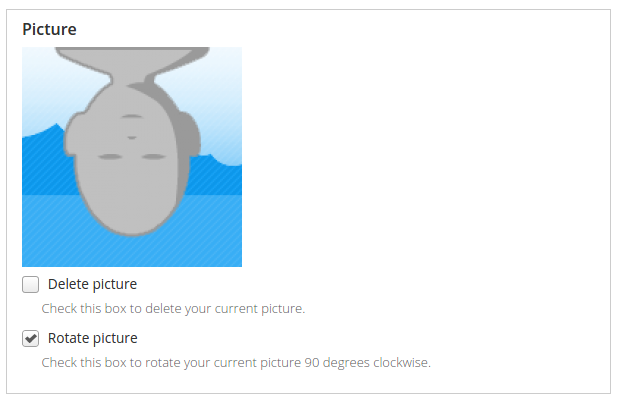 Picture
Delete picture
Check this box to delete your current picture.
Rotate picture
Check this box to rotate your current picture 90 degrees clockwise.